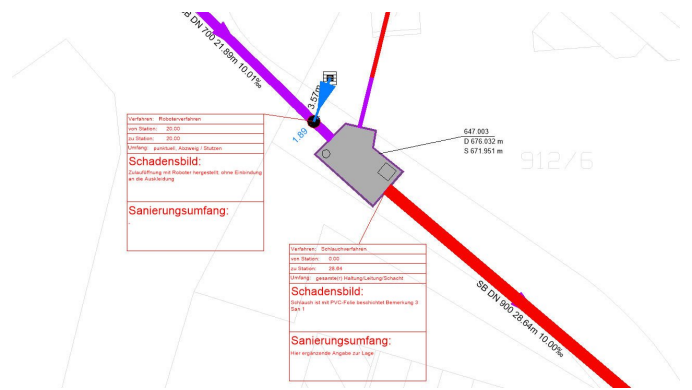 SB DN 700 21.89m 10.01‰
3.57m
1.89
Verfahren: Roboterverfahren
von Station: 20.00
zu Station: 20.00
Umfang: punktuell, Abzweig / Stutzen
Schadensbild:
Zulauföffnung mit Roboter hergestellt, ohne Einbindung
an die Auskleidung
Sanierungsumfang:
-
647.003
D 676.032 m
S 671.951 m
912/6
Verfahren: Schlauchverfahren
von Station: 0.00
zu Station: 28.64
Umfang: gesamte(r) Haltung/Leitung/Schacht
Schadensbild:
Schlauch ist mit PVC-Folie beschichtet Bemerkung 3
San 1
Sanierungsumfang:
Hier ergänzende Angabe zur Lage
SB DN 900 28.64m 10.00‰